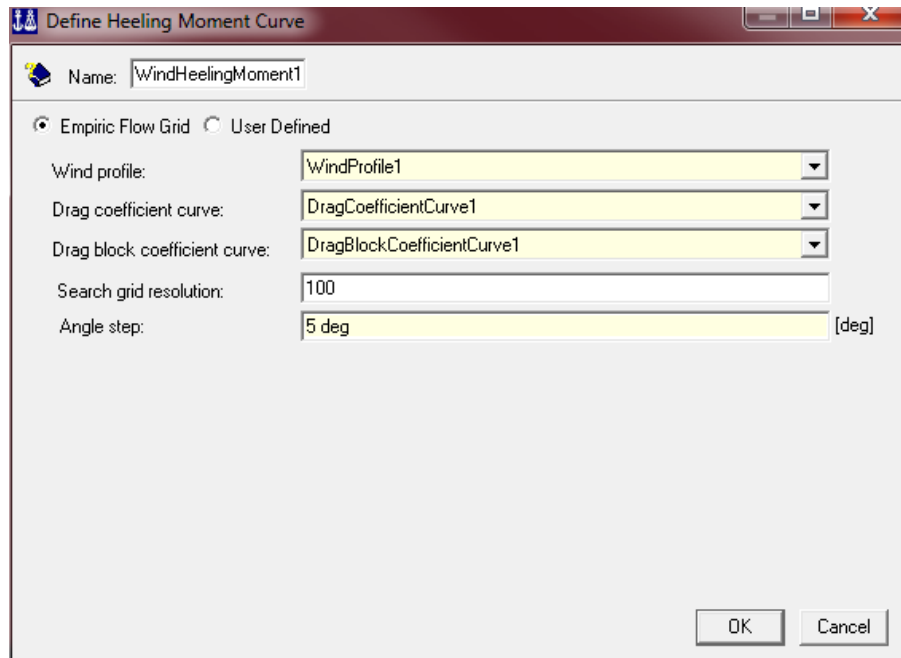 Define Heeling Moment Curve
Name: WindHeelingMoment1
Empiric Flow Grid User Defined
Wind profile: WindProfile1
Drag coefficient curve: DragCoefficientCurve1
Drag block coefficient curve: DragBlockCoefficientCurve1
Search grid resolution: 100
Angle step: 5 deg [deg]
OK Cancel